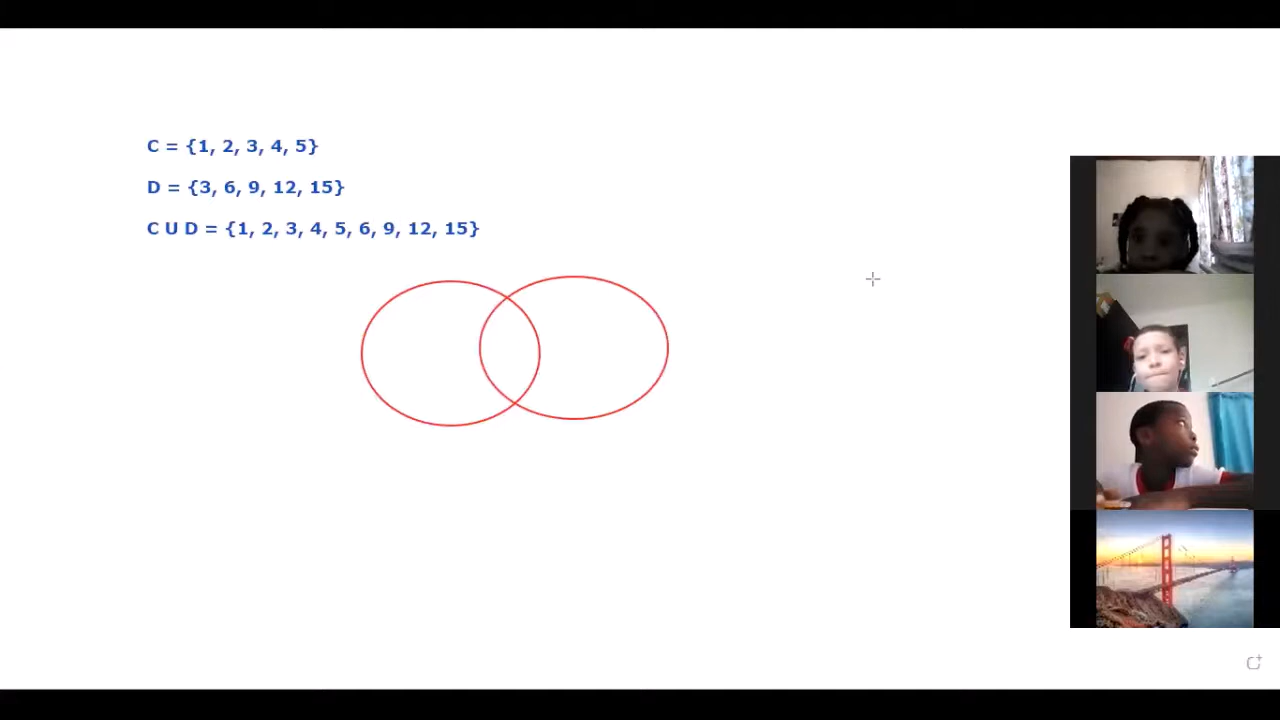 C = {1, 2, 3, 4, 5}
D = {3, 6, 9, 12, 15}
C U D = {1, 2, 3, 4, 5, 6, 9, 12, 15}